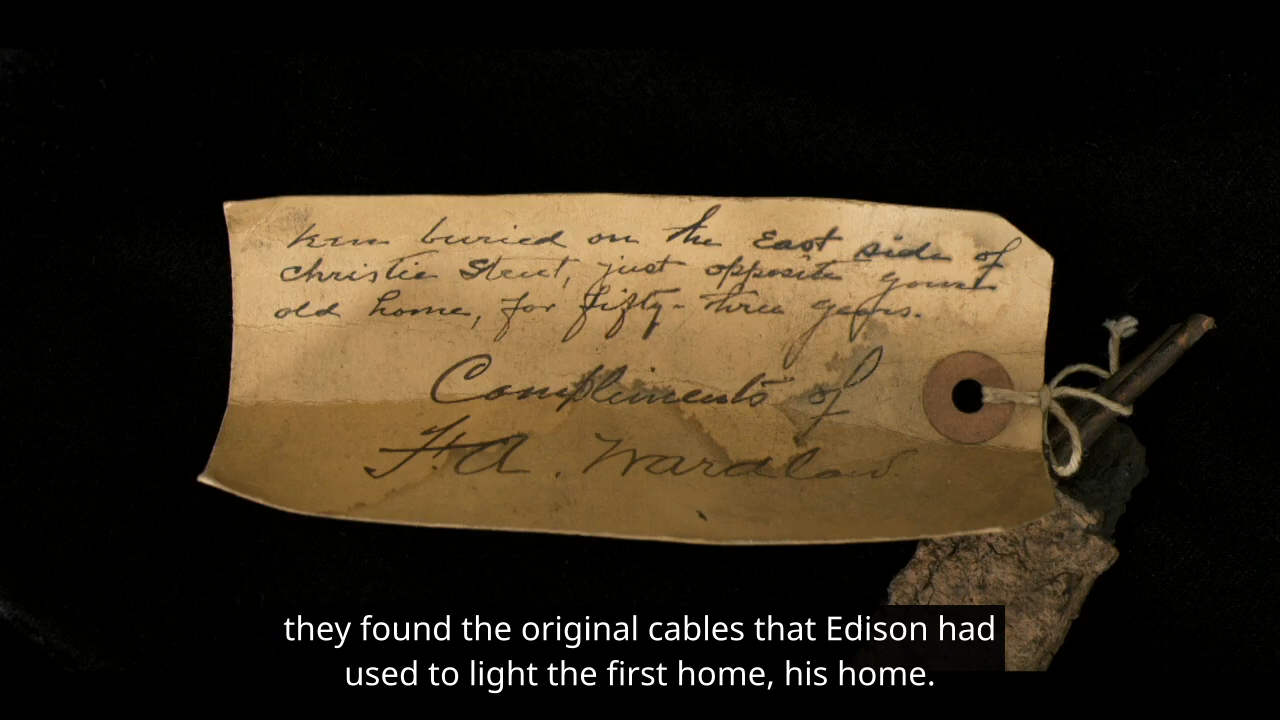 been buried on the East side of
Christie Street, just opposite your
old home, for fifty-three years.
Compliments of
F. A. Wardlaw
they found the original cables that Edison had
used to light the first home, his home.